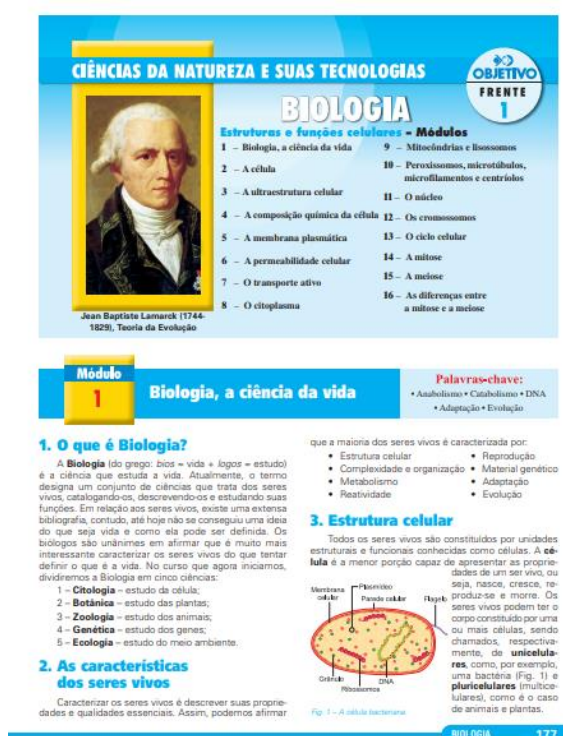 CIÊNCIAS DA NATUREZA E SUAS TECNOLOGIAS
OBJETIVO
FRENTE
1
BIOLOGIA
Estruturas e funções celulares – Módulos
1 – Biologia, a ciência da vida
2 – A célula
3 – A ultraestrutura celular
4 – A composição química da célula
5 – A membrana plasmática
6 – A permeabilidade celular
7 – O transporte ativo
8 – O citoplasma
9 – Mitocôndrias e lisossomos
10 – Peroxissomos, microtúbulos,
microfilamentos e centríolos
11 – O núcleo
12 – Os cromossomos
13 – O ciclo celular
14 – A mitose
15 – A meiose
16 – As diferenças entre
a mitose e a meiose
Jean Baptiste Lamarck (1744-
1829), Teoria da Evolução
Módulo
1
Biologia, a ciência da vida
Palavras-chave:
• Anabolismo • Catabolismo • DNA
• Adaptação • Evolução
1. O que é Biologia?
A Biologia (do grego: bios = vida + logos = estudo)
é a ciência que estuda a vida. Atualmente, o termo
designa um conjunto de ciências que trata dos seres
vivos, catalogando-os, descrevendo-os e estudando suas
funções. Em relação aos seres vivos, existe uma extensa
bibliografia, contudo, até hoje não se conseguiu uma ideia
do que seja vida e como ela pode ser definida. Os
biólogos são unânimes em afirmar que é muito mais
interessante caracterizar os seres vivos do que tentar
definir o que é a vida. No curso que agora iniciamos,
dividiremos a Biologia em cinco ciências:
1 – Citologia – estudo da célula;
2 – Botânica – estudo das plantas;
3 – Zoologia – estudo dos animais;
4 – Genética – estudo dos genes;
5 – Ecologia – estudo do meio ambiente.
2. As características
dos seres vivos
Caracterizar os seres vivos é descrever suas proprie-
dades e qualidades essenciais. Assim, podemos afirmar
que a maioria dos seres vivos é caracterizada por:
• Estrutura celular
• Complexidade e organização
• Metabolismo
• Reatividade
• Reprodução
• Material genético
• Adaptação
• Evolução
3. Estrutura celular
Todos os seres vivos são constituídos por unidades
estruturais e funcionais conhecidas como células. A cé-
lula é a menor porção capaz de apresentar as proprie-
dades de um ser vivo, ou
seja, nasce, cresce, re-
produz-se e morre. Os
seres vivos podem ter o
corpo constituído por uma
ou mais células, sendo
chamados, respectiva-
mente, de unicelula-
res, como, por exemplo,
uma bactéria (Fig. 1) e
pluricelulares (multice-
lulares), como é o caso
de animais e plantas.
Membrana
celular
Plasmídeo
Parede celular
Flagelo
Grânulo
Ribossomos
DNA
Fig. 1 – A célula bacteriana.
BIOLOGIA 177